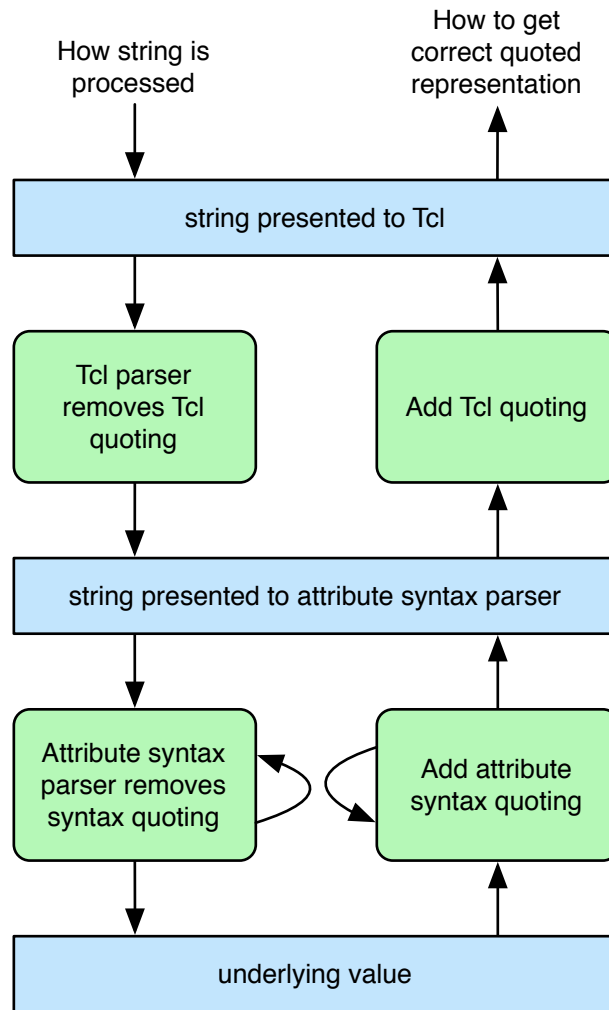 How string is
processed
How to get
correct quoted
representation
string presented to Tcl
Tcl parser
removes Tcl
quoting
Add Tcl quoting
string presented to attribute syntax parser
Attribute syntax
parser removes
syntax quoting
Add attribute
syntax quoting
underlying value